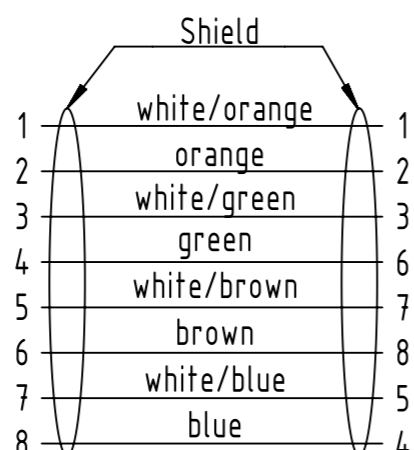 Shield
1 white/orange 1
2 orange 2
3 white/green 3
4 green 6
5 white/brown 7
6 brown 8
7 white/blue 5
8 blue 4